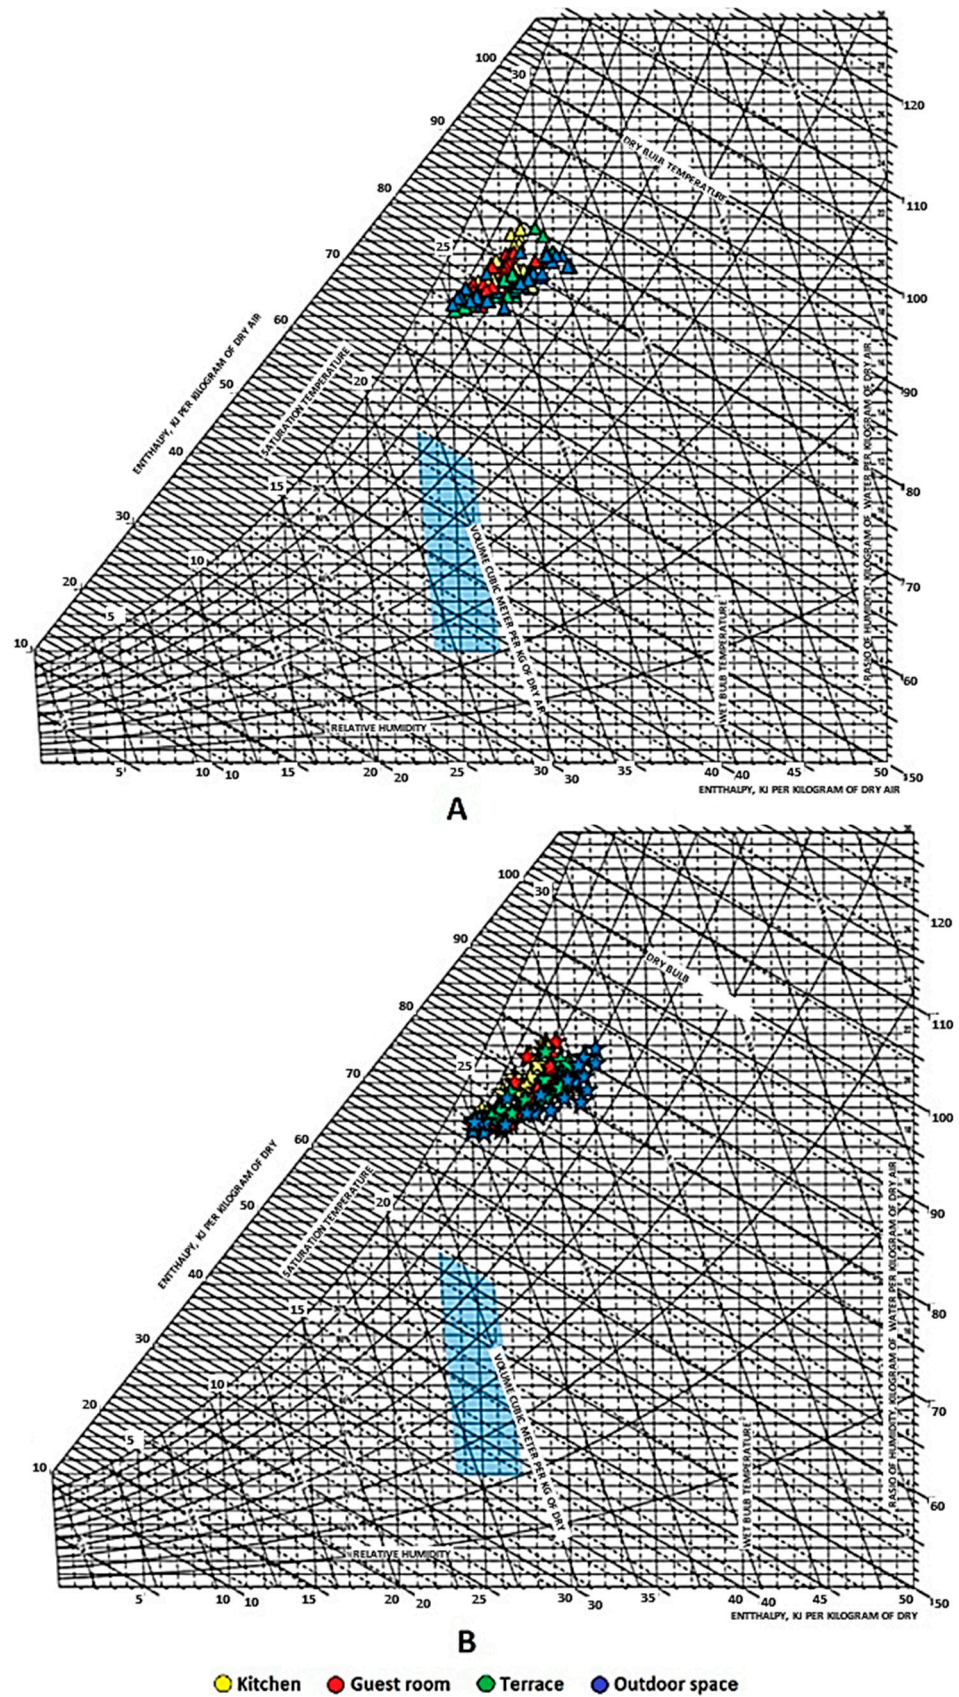 100
30
120
90
DRY BULB TEMPERATURE
80
110
25
70
100
60
ENTTHALPY, KJ PER KILOGRAM OF DRY AIR
SATURATION TEMPERATURE
50
20
90
40
15
80
30
10
VOLUME CUBIC METER PER KG OF DRY AR
RASIO OF HUMIDITY, KILOGRAM OF WATER PER KILOGRAM OF DRY AIR
20
70
5
WET BULB TEMPERATURE
10
60
RELATIVE HUMIDITY
5 10 10 15 20 20 25 30 30 35 40 40 45 50 150
ENTTHALPY, KJ PER KILOGRAM OF DRY AIR
A
100
30
120
90
DRY BULB
80
110
25
70
100
60
ENTTHALPY, KJ PER KILOGRAM OF DRY
SATURATION TEMPERATURE
50
20
90
40
15
80
30
10
VOLUME CUBIC METER PER KG OF DRY
RASIO OF HUMIDITY, KILOGRAM OF WATER PER KILOGRAM OF DRY AIR
20
70
5
WET BULB TEMPERATURE
10
60
RELATIVE HUMIDITY
5 10 10 15 20 20 25 30 30 35 40 40 45 50 150
ENTTHALPY, KJ PER KILOGRAM OF DRY
B
Kitchen Guest room Terrace Outdoor space